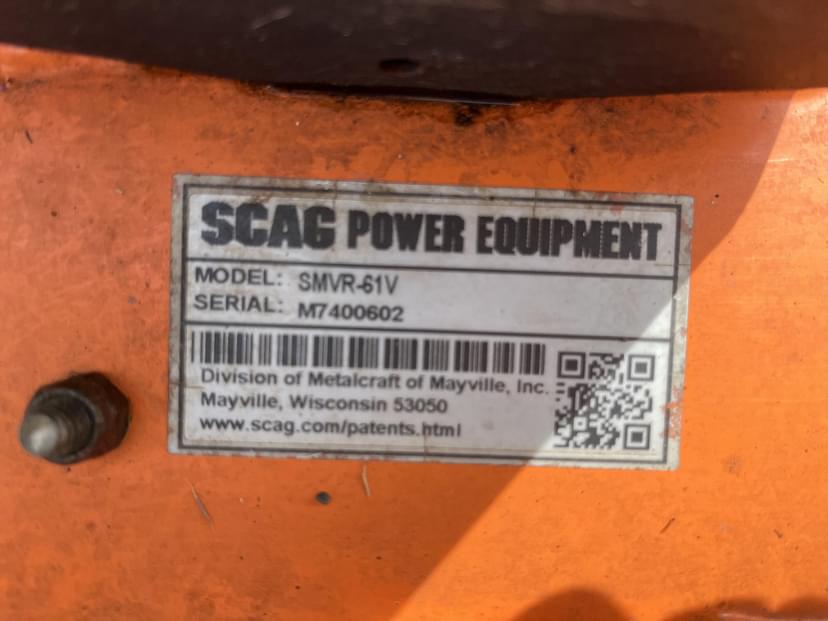 SCAG POWER EQUIPMENT
MODEL: SMVR-61V
SERIAL: M7400602
Division of Metalcraft of Mayville, Inc.
Mayville, Wisconsin 53050
www.scag.com/patents.html